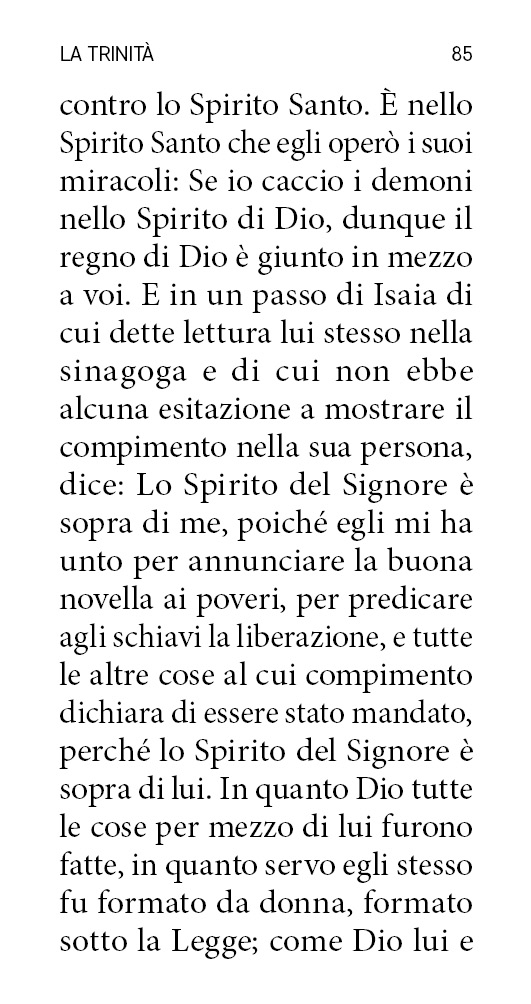 LA TRINITÀ 85
contro lo Spirito Santo. È nello
Spirito Santo che egli operò i suoi
miracoli: Se io caccio i demoni
nello Spirito di Dio, dunque il
regno di Dio è giunto in mezzo
a voi. E in un passo di Isaia di
cui dette lettura lui stesso nella
sinagoga e di cui non ebbe
alcuna esitazione a mostrare il
compimento nella sua persona,
dice: Lo Spirito del Signore è
sopra di me, poiché egli mi ha
unto per annunciare la buona
novella ai poveri, per predicare
agli schiavi la liberazione, e tutte
le altre cose al cui compimento
dichiara di essere stato mandato,
perché lo Spirito del Signore è
sopra di lui. In quanto Dio tutte
le cose per mezzo di lui furono
fatte, in quanto servo egli stesso
fu formato da donna, formato
sotto la Legge; come Dio lui e